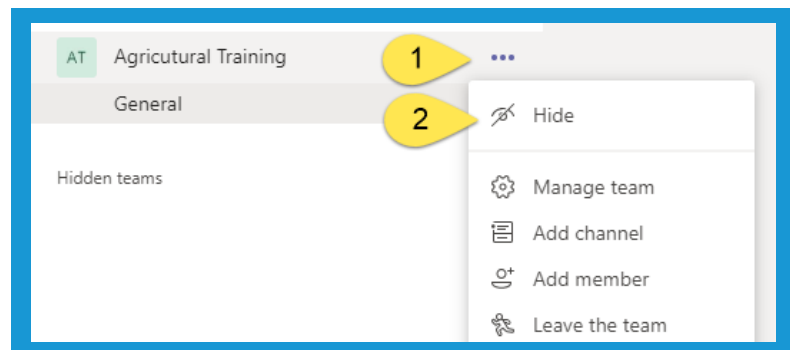 AT Agricutural Training 1 •••
General 2 Hide
Hidden teams
Manage team
Add channel
Add member
Leave the team